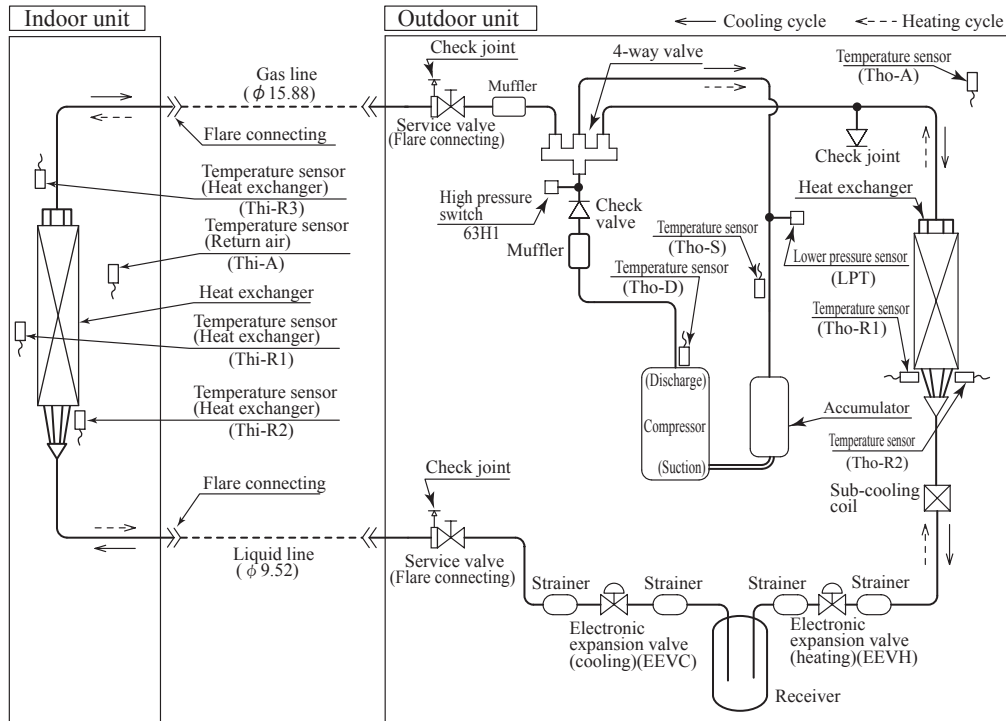 Indoor unit
Outdoor unit
Cooling cycle
Heating cycle
Check joint
4-way valve
Temperature sensor
(Tho-A)
Gas line
(ϕ 15.88)
Muffler
Service valve
(Flare connecting)
Flare connecting
Check joint
Temperature sensor
(Heat exchanger)
(Thi-R3)
High pressure
switch
63H1
Check
valve
Heat exchanger
Temperature sensor
(Return air)
(Thi-A)
Muffler
Temperature sensor
(Tho-S)
Lower pressure sensor
(LPT)
Temperature sensor
(Tho-D)
Heat exchanger
Temperature sensor
(Heat exchanger)
(Thi-R1)
Temperature sensor
(Tho-R1)
(Discharge)
Compressor
(Suction)
Accumulator
Temperature sensor
(Heat exchanger)
(Thi-R2)
Temperature sensor
(Tho-R2)
Flare connecting
Check joint
Sub-cooling
coil
Liquid line
(ϕ 9.52)
Service valve
(Flare connecting)
Strainer
Strainer
Strainer
Strainer
Electronic
expansion valve
(cooling)(EEVC)
Electronic
expansion valve
(heating)(EEVH)
Receiver